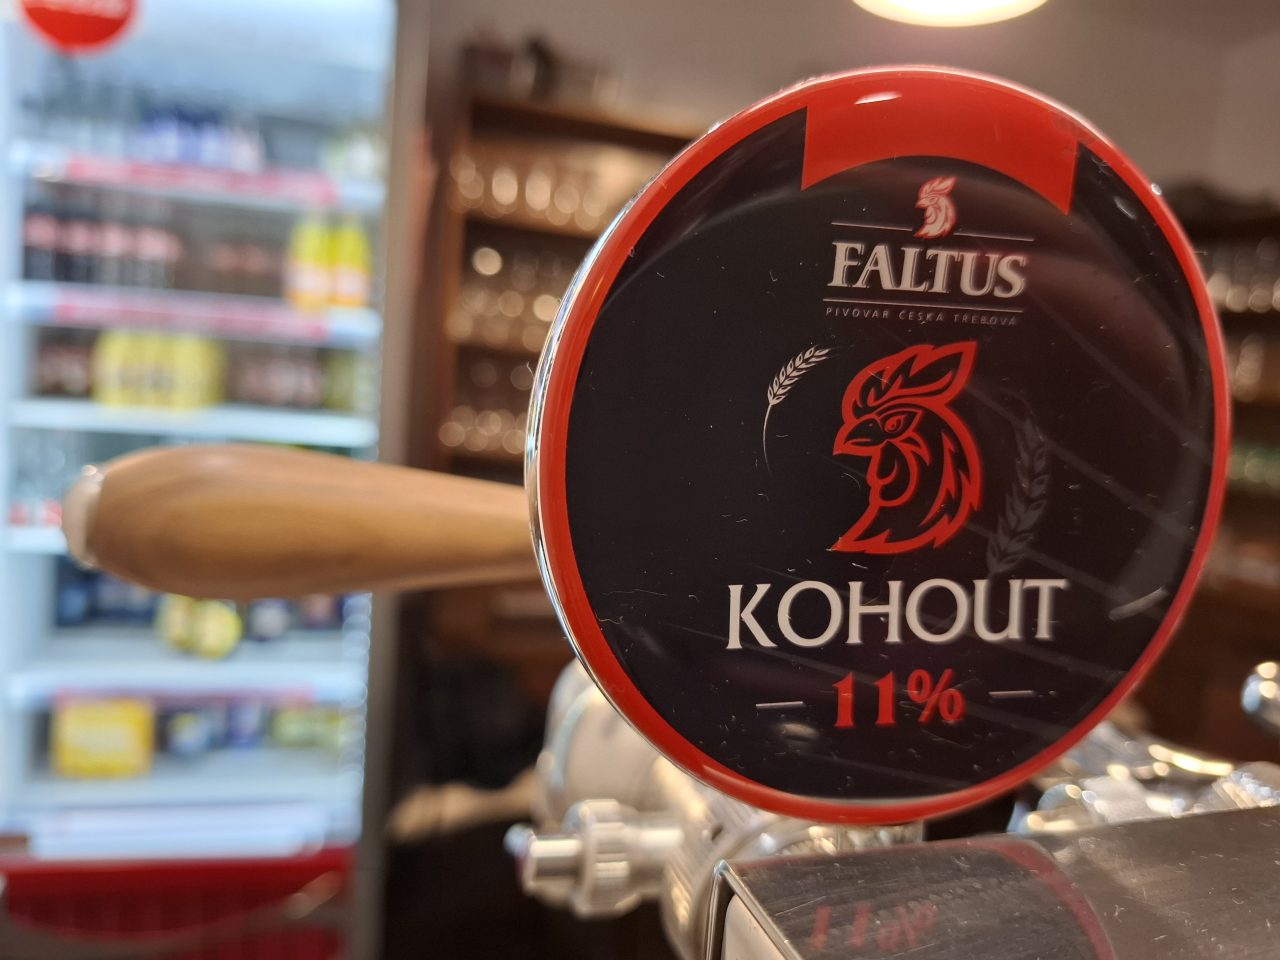 FALTUS
PIVOVAR ČESKÁ TŘEBOVÁ
KOHOUT
11%